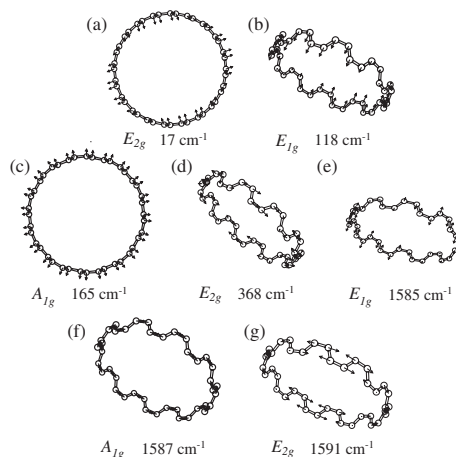 (a) (b)
E2g 17 cm-1 E1g 118 cm-1
(c) (d) (e)
A1g 165 cm-1 E2g 368 cm-1 E1g 1585 cm-1
(f) (g)
A1g 1587 cm-1 E2g 1591 cm-1